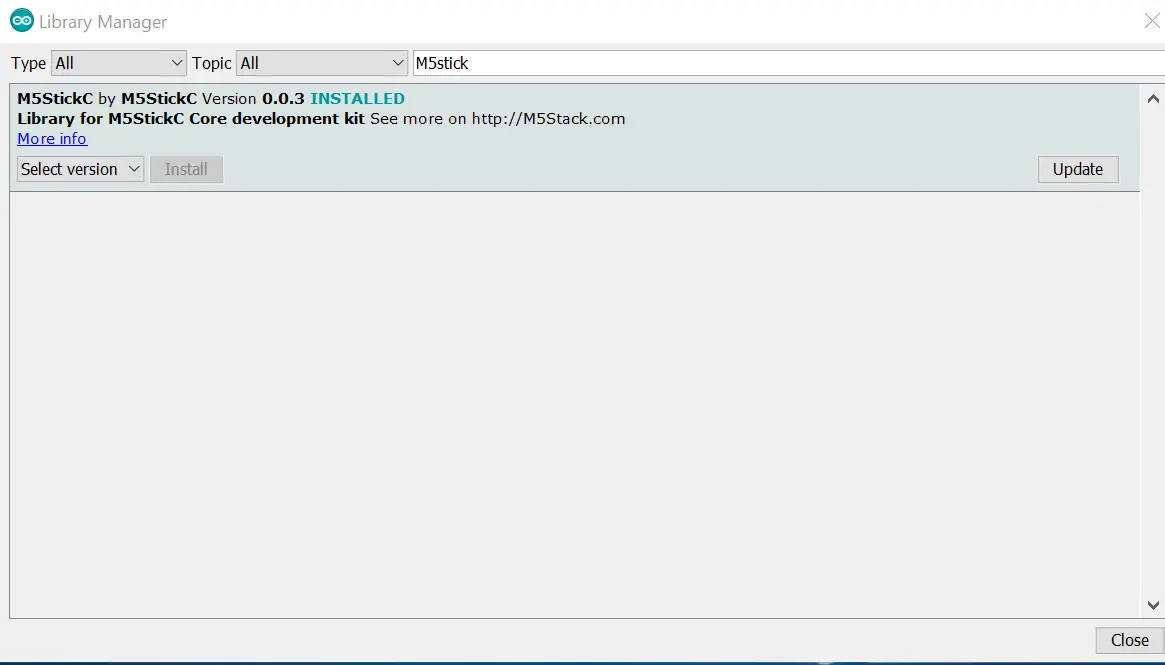 Library Manager
Type All Topic All M5stick
M5StickC by M5StickC Version 0.0.3 INSTALLED
Library for M5StickC Core development kit See more on http://M5Stack.com
More info
Select version Install Update
Close